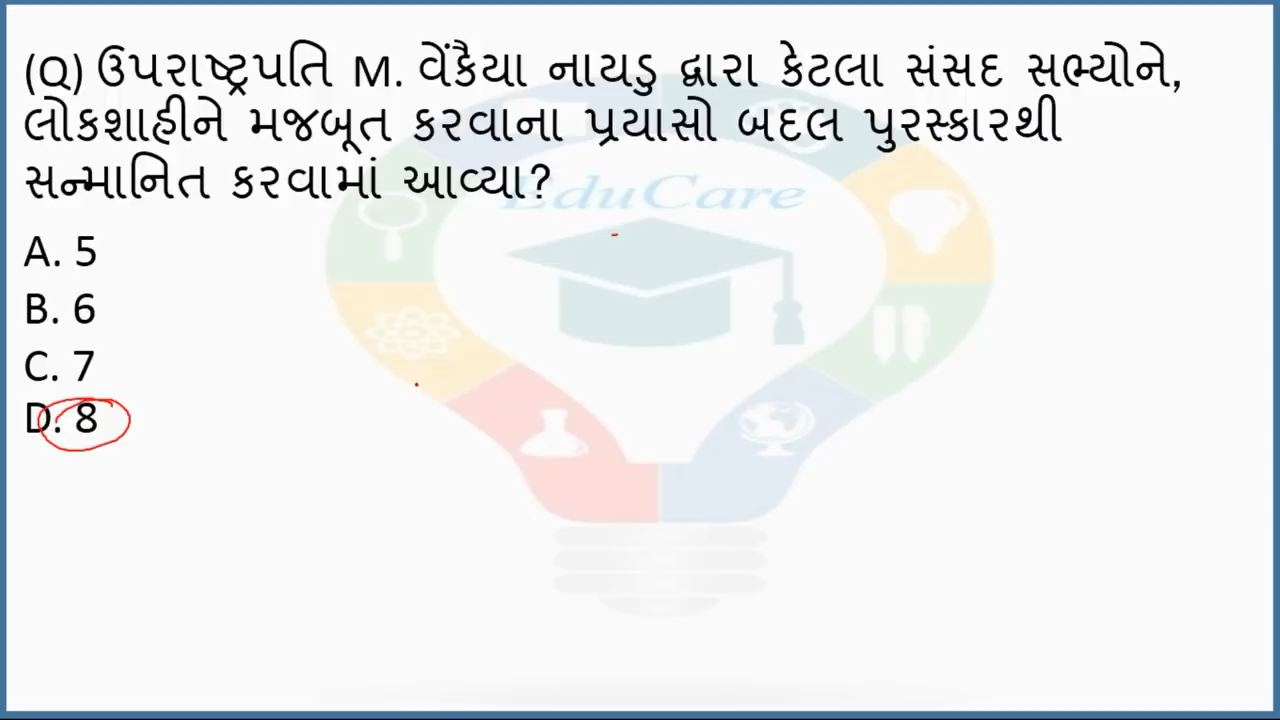 (Q) ઉપરાષ્ટ્રપતિ M. વેંકૈયા નાયડુ દ્વારા કેટલા સંસદ સભ્યોને,
લોકશાહીને મજબૂત કરવાના પ્રયાસો બદલ પુરસ્કારથી
સન્માનિત કરવામાં આવ્યા?
EduCare
A. 5
B. 6
C. 7
D. 8